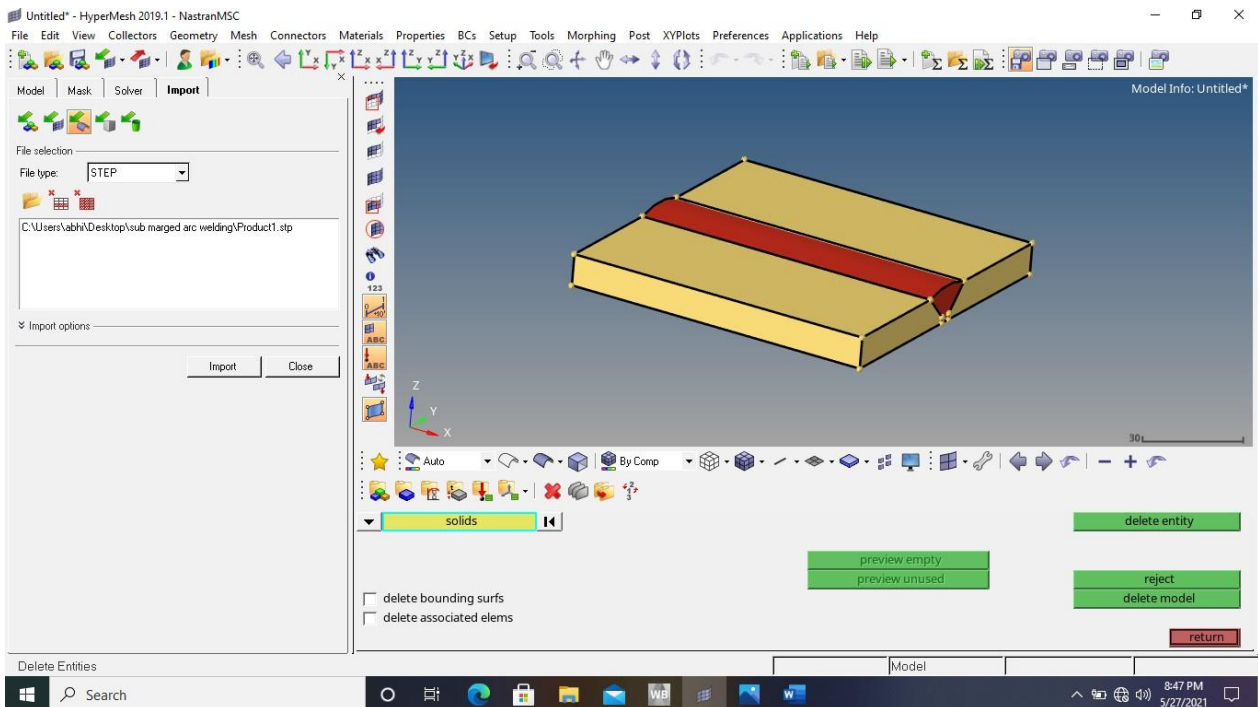 Untitled* - HyperMesh 2019.1 - NastranMSC
File Edit View Collectors Geometry Mesh Connectors Materials Properties BCs Setup Tools Morphing Post XYPlots Preferences Applications Help
Model Mask Solver Import
Model Info: Untitled*
File selection
File type: STEP
C:\Users\abhi\Desktop\sub marged arc welding\Product1.stp
Import options
Import Close
123
ABC
ABC
Z
Y
X
30
Auto By Comp
solids
delete entity
preview empty
preview unused
reject
delete bounding surfs
delete model
delete associated elems
return
Delete Entities
Model
Search
WB
8:47 PM
5/27/2021